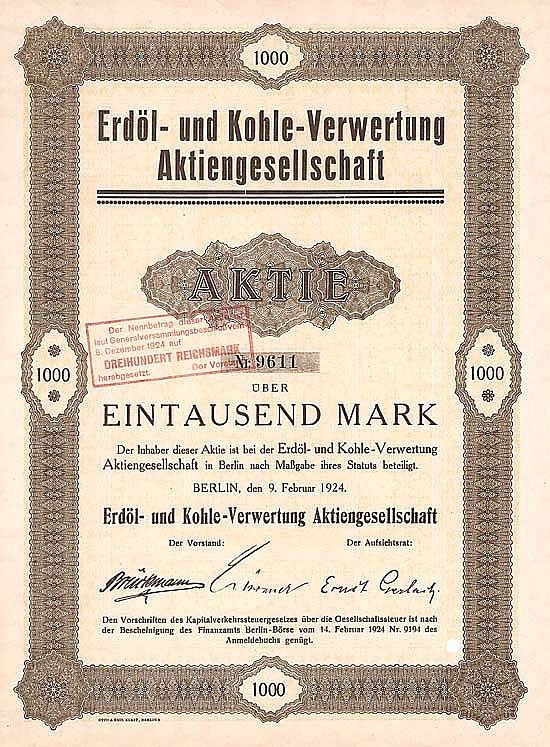 1000
Erdöl- und Kohle-Verwertung
Aktiengesellschaft
AKTIE
Der Nennbetrag dieser
laut Generalversammlungsbeschluß vom
8. Dezember 1924 auf
DREIHUNDERT REICHSMARK
herabgesetzt. Der Vorstand
Nr. 9611
1000
1000
ÜBER
EINTAUSEND MARK
Der Inhaber dieser Aktie ist bei der Erdöl- und Kohle-Verwertung
Aktiengesellschaft in Berlin nach Maßgabe ihres Statuts beteiligt.
BERLIN, den 9. Februar 1924.
Erdöl- und Kohle-Verwertung Aktiengesellschaft
Der Vorstand: Der Aufsichtsrat:
Ernst Gerlach.
Den Vorschriften des Kapitalverkehrssteuergesetzes über die Gesellschaftssteuer ist nach
der Bescheinigung des Finanzamts Berlin-Börse vom 14. Februar 1924 Nr. 9194 des
Anmeldebuchs genügt.
1000